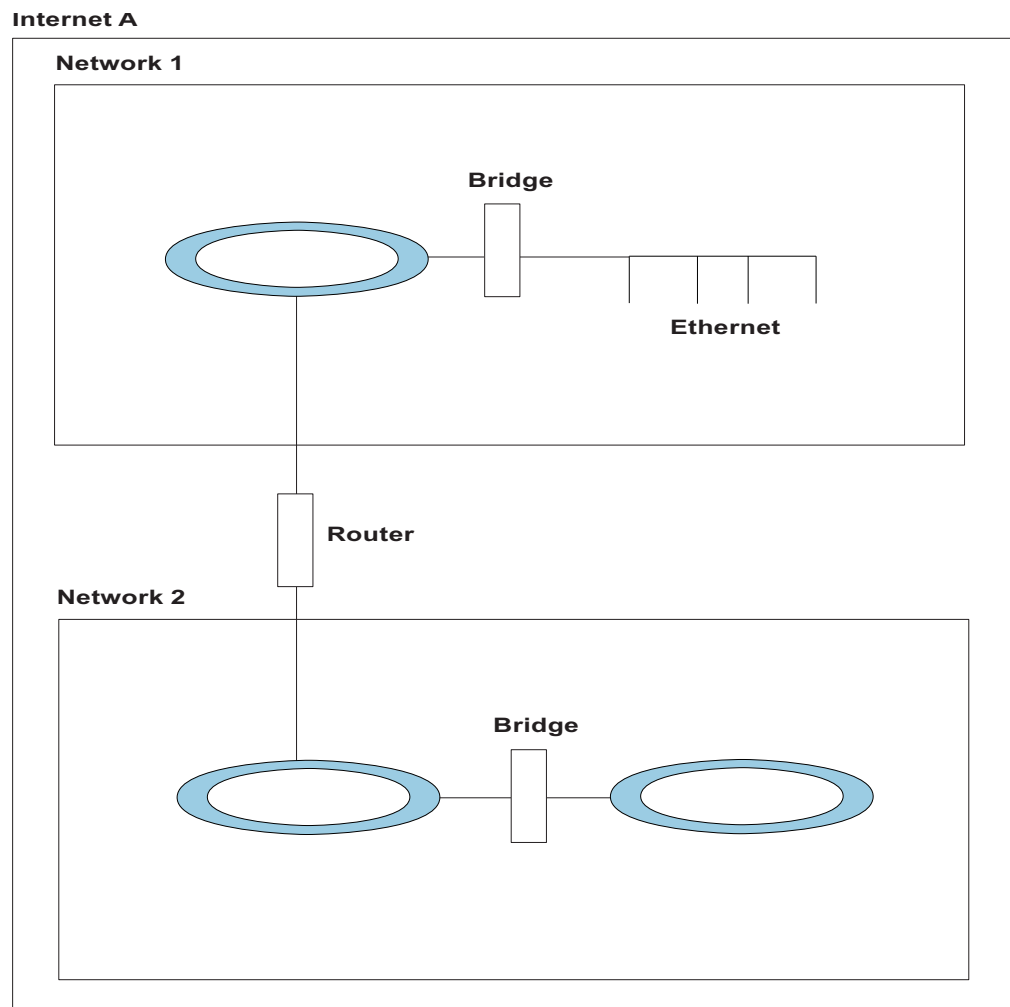 Internet A
Network 1
Bridge
Ethernet
Router
Network 2
Bridge